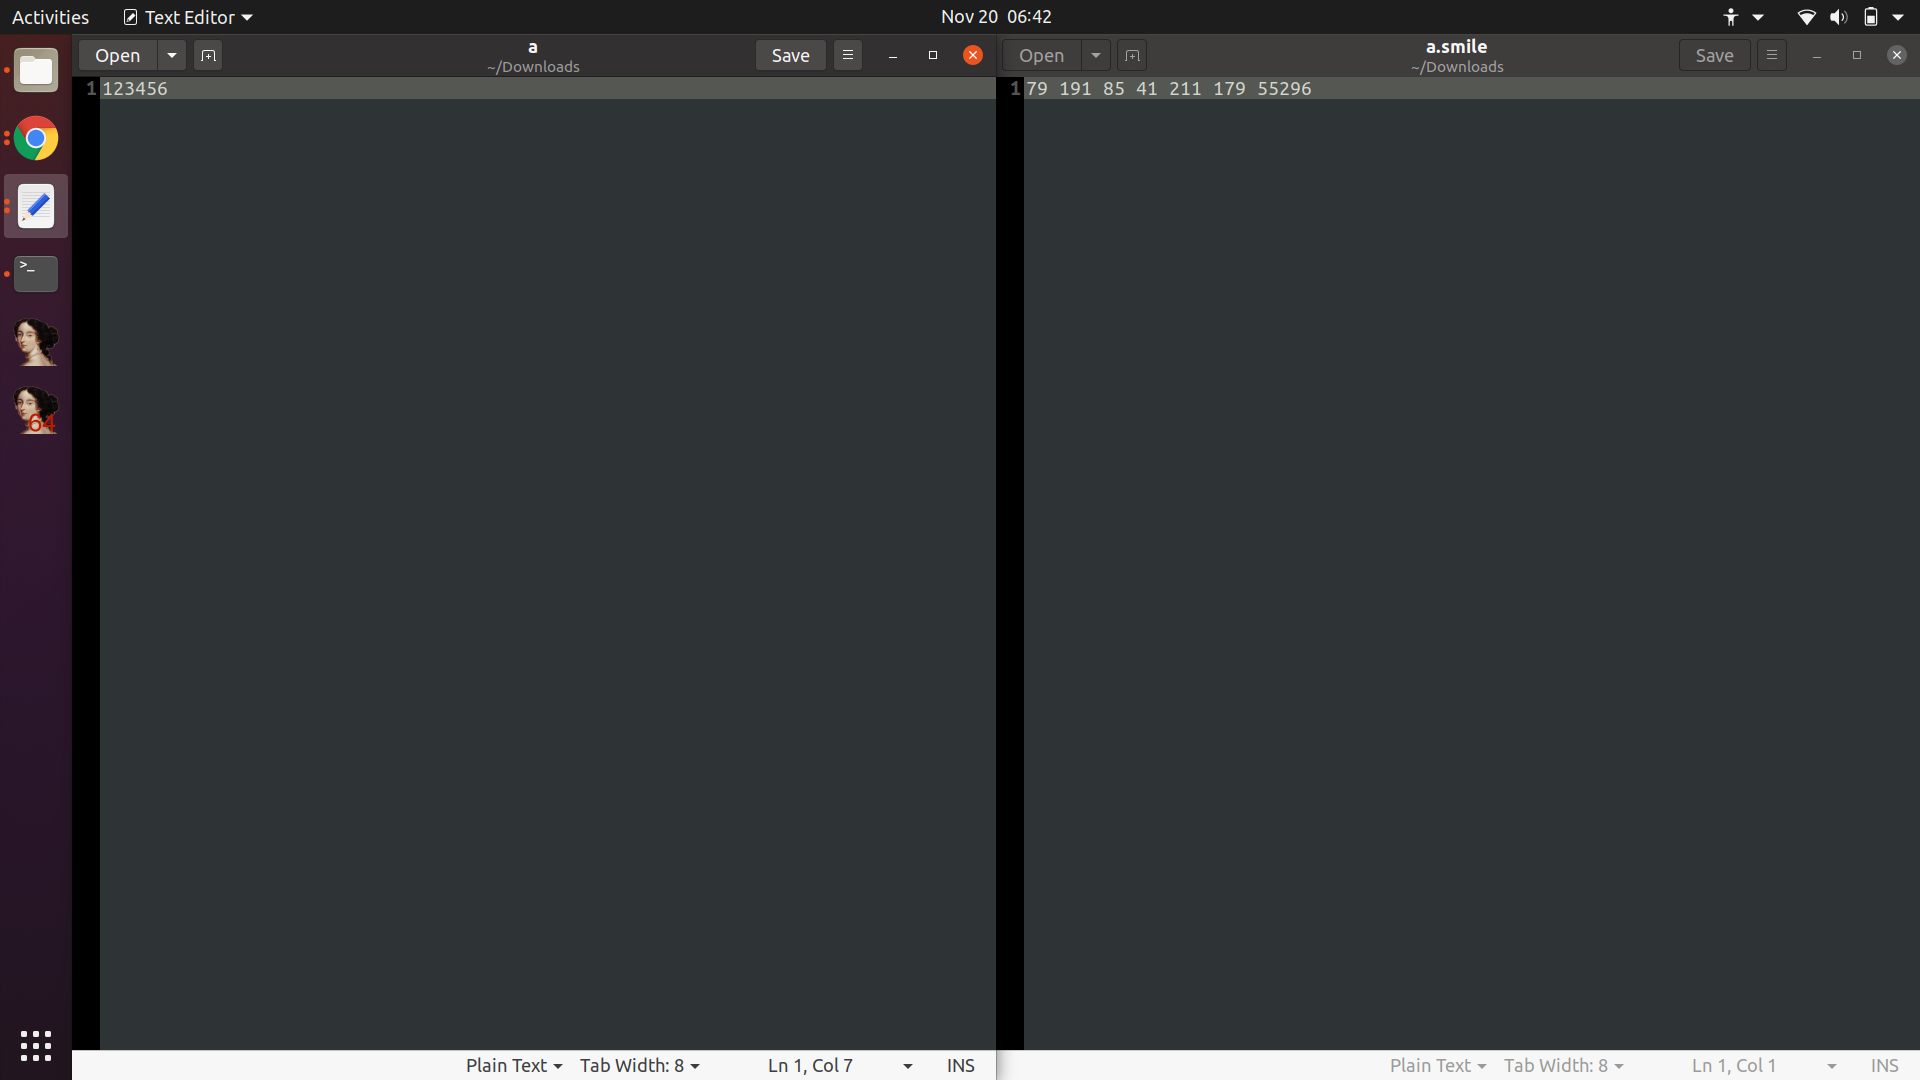 Activities Text Editor Nov 20 06:42
Open a Save
~/Downloads
1 123456
Plain Text Tab Width: 8 Ln 1, Col 7 INS
Open a.smile Save
~/Downloads
1 79 191 85 41 211 179 55296
Plain Text Tab Width: 8 Ln 1, Col 1 INS
>_
64